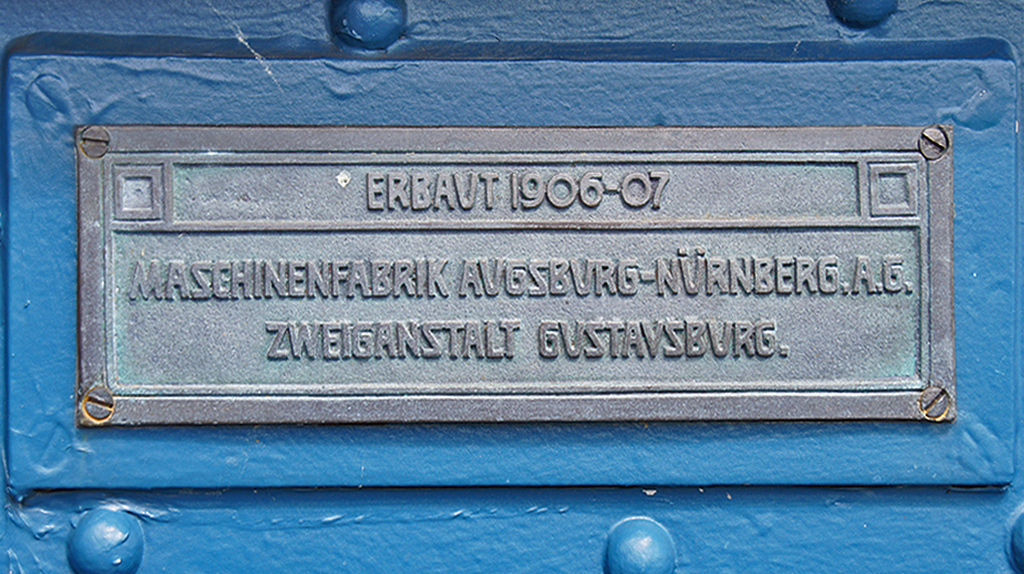 ERBAUT 1906-07
MASCHINENFABRIK AUGSBURG-NÜRNBERG. A.G.
ZWEIGANSTALT GUSTAVSBURG.